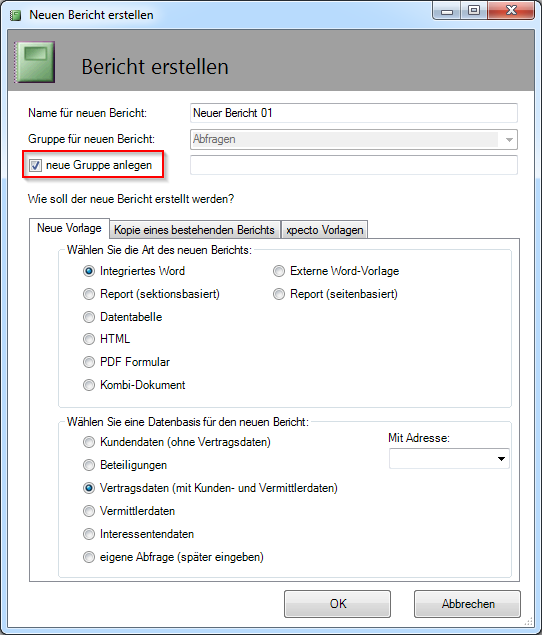 Neuen Bericht erstellen
Bericht erstellen
Name für neuen Bericht: Neuer Bericht 01
Gruppe für neuen Bericht: Abfragen
neue Gruppe anlegen
Wie soll der neue Bericht erstellt werden?
Neue Vorlage Kopie eines bestehenden Berichts xpecto Vorlagen
Wählen Sie die Art des neuen Berichts:
Integriertes Word Externe Word-Vorlage
Report (sektionsbasiert) Report (seitenbasiert)
Datentabelle
HTML
PDF Formular
Kombi-Dokument
Wählen Sie eine Datenbasis für den neuen Bericht:
Kundendaten (ohne Vertragsdaten) Mit Adresse:
Beteiligungen
Vertragsdaten (mit Kunden- und Vermittlerdaten)
Vermittlerdaten
Interessentendaten
eigene Abfrage (später eingeben)
OK Abbrechen